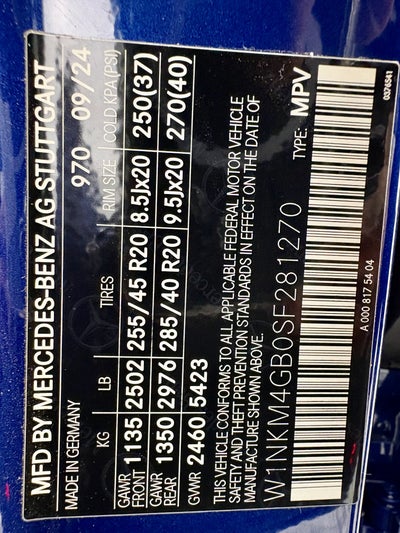 MFD BY MERCEDES-BENZ AG STUTTGART
MADE IN GERMANY 970 09/24
KG LB TIRES RIM SIZE COLD KPA(PSI)
GAWR FRONT 1135 2502 255/45 R20 8.5Jx20 250(37)
GAWR REAR 1350 2976 285/40 R20 9.5Jx20 270(40)
GVWR 2460 5423
THIS VEHICLE CONFORMS TO ALL APPLICABLE FEDERAL MOTOR VEHICLE
SAFETY AND THEFT PREVENTION STANDARDS IN EFFECT ON THE DATE OF
MANUFACTURE SHOWN ABOVE.
W1NKM4GB0SF281270 TYPE: MPV
A 000 817 54 04
0376541